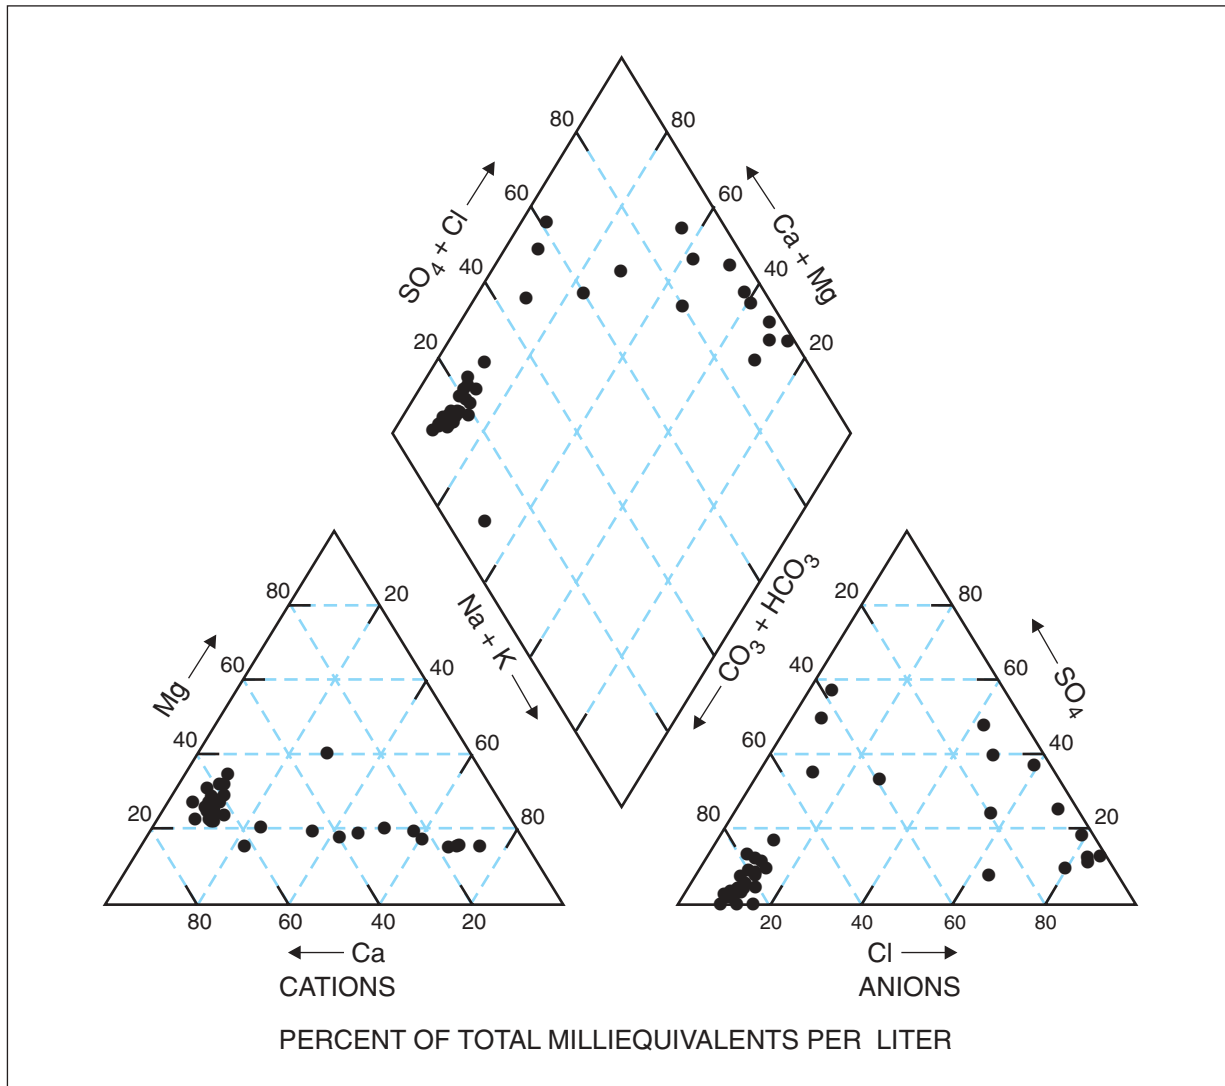 80 80
60 60
SO4 + Cl Ca + Mg
40 40
20 20
Na + K CO3 + HCO3
80 20 20 80
Mg SO4
60 40 40 60
40 60 60 40
20 80 80 20
80 60 40 20 20 40 60 80
Ca Cl
CATIONS ANIONS
PERCENT OF TOTAL MILLIEQUIVALENTS PER LITER